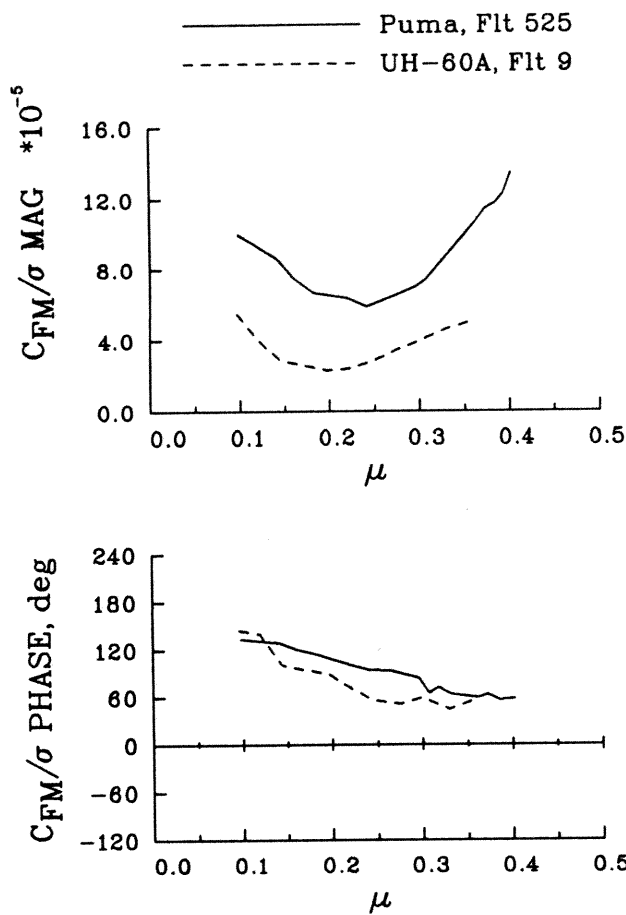 Puma, Flt 525
UH-60A, Flt 9
C_FM/σ MAG *10^-5
16.0
12.0
8.0
4.0
0.0
0.0 0.1 0.2 0.3 0.4 0.5
μ
C_FM/σ PHASE, deg
240
180
120
60
0
-60
-120
0.0 0.1 0.2 0.3 0.4 0.5
μ